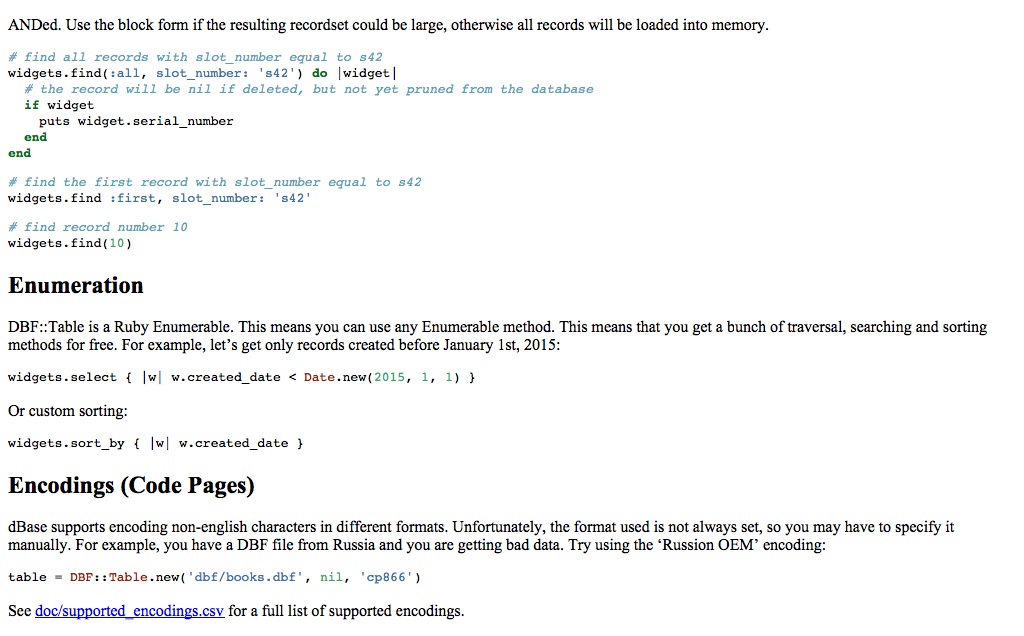 ANDed. Use the block form if the resulting recordset could be large, otherwise all records will be loaded into memory.
# find all records with slot_number equal to s42
widgets.find(:all, slot_number: 's42') do |widget|
# the record will be nil if deleted, but not yet pruned from the database
if widget
puts widget.serial_number
end
end
# find the first record with slot_number equal to s42
widgets.find :first, slot_number: 's42'
# find record number 10
widgets.find(10)
Enumeration
DBF::Table is a Ruby Enumerable. This means you can use any Enumerable method. This means that you get a bunch of traversal, searching and sorting
methods for free. For example, let’s get only records created before January 1st, 2015:
widgets.select { |w| w.created_date < Date.new(2015, 1, 1) }
Or custom sorting:
widgets.sort_by { |w| w.created_date }
Encodings (Code Pages)
dBase supports encoding non-english characters in different formats. Unfortunately, the format used is not always set, so you may have to specify it
manually. For example, you have a DBF file from Russia and you are getting bad data. Try using the ‘Russion OEM’ encoding:
table = DBF::Table.new('dbf/books.dbf', nil, 'cp866')
See doc/supported_encodings.csv for a full list of supported encodings.